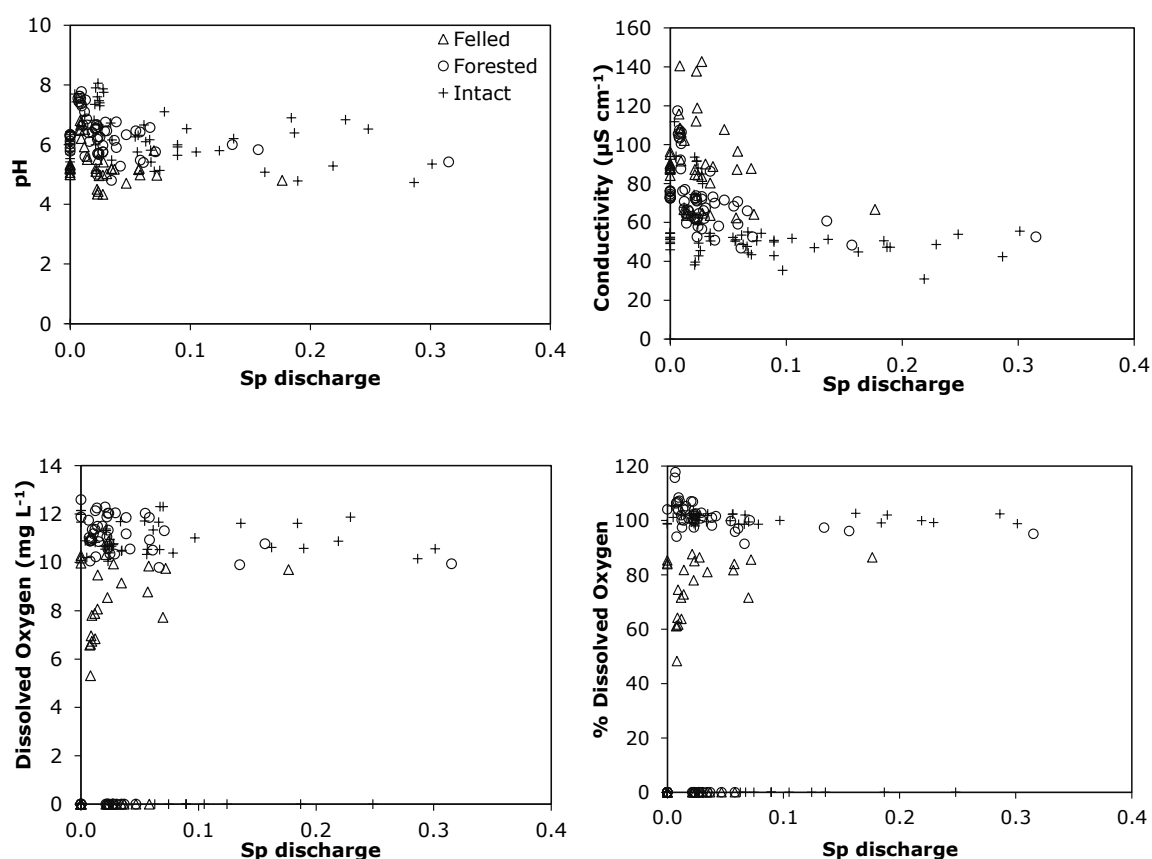 10
8
6
4
2
0
pH
Felled
Forested
Intact
0.0 0.1 0.2 0.3 0.4
Sp discharge
160
140
120
100
80
60
40
20
0
Conductivity (µS cm⁻¹)
0.0 0.1 0.2 0.3 0.4
Sp discharge
14
12
10
8
6
4
2
0
Dissolved Oxygen (mg L⁻¹)
0.0 0.1 0.2 0.3 0.4
Sp discharge
120
100
80
60
40
20
0
% Dissolved Oxygen
0.0 0.1 0.2 0.3 0.4
Sp discharge